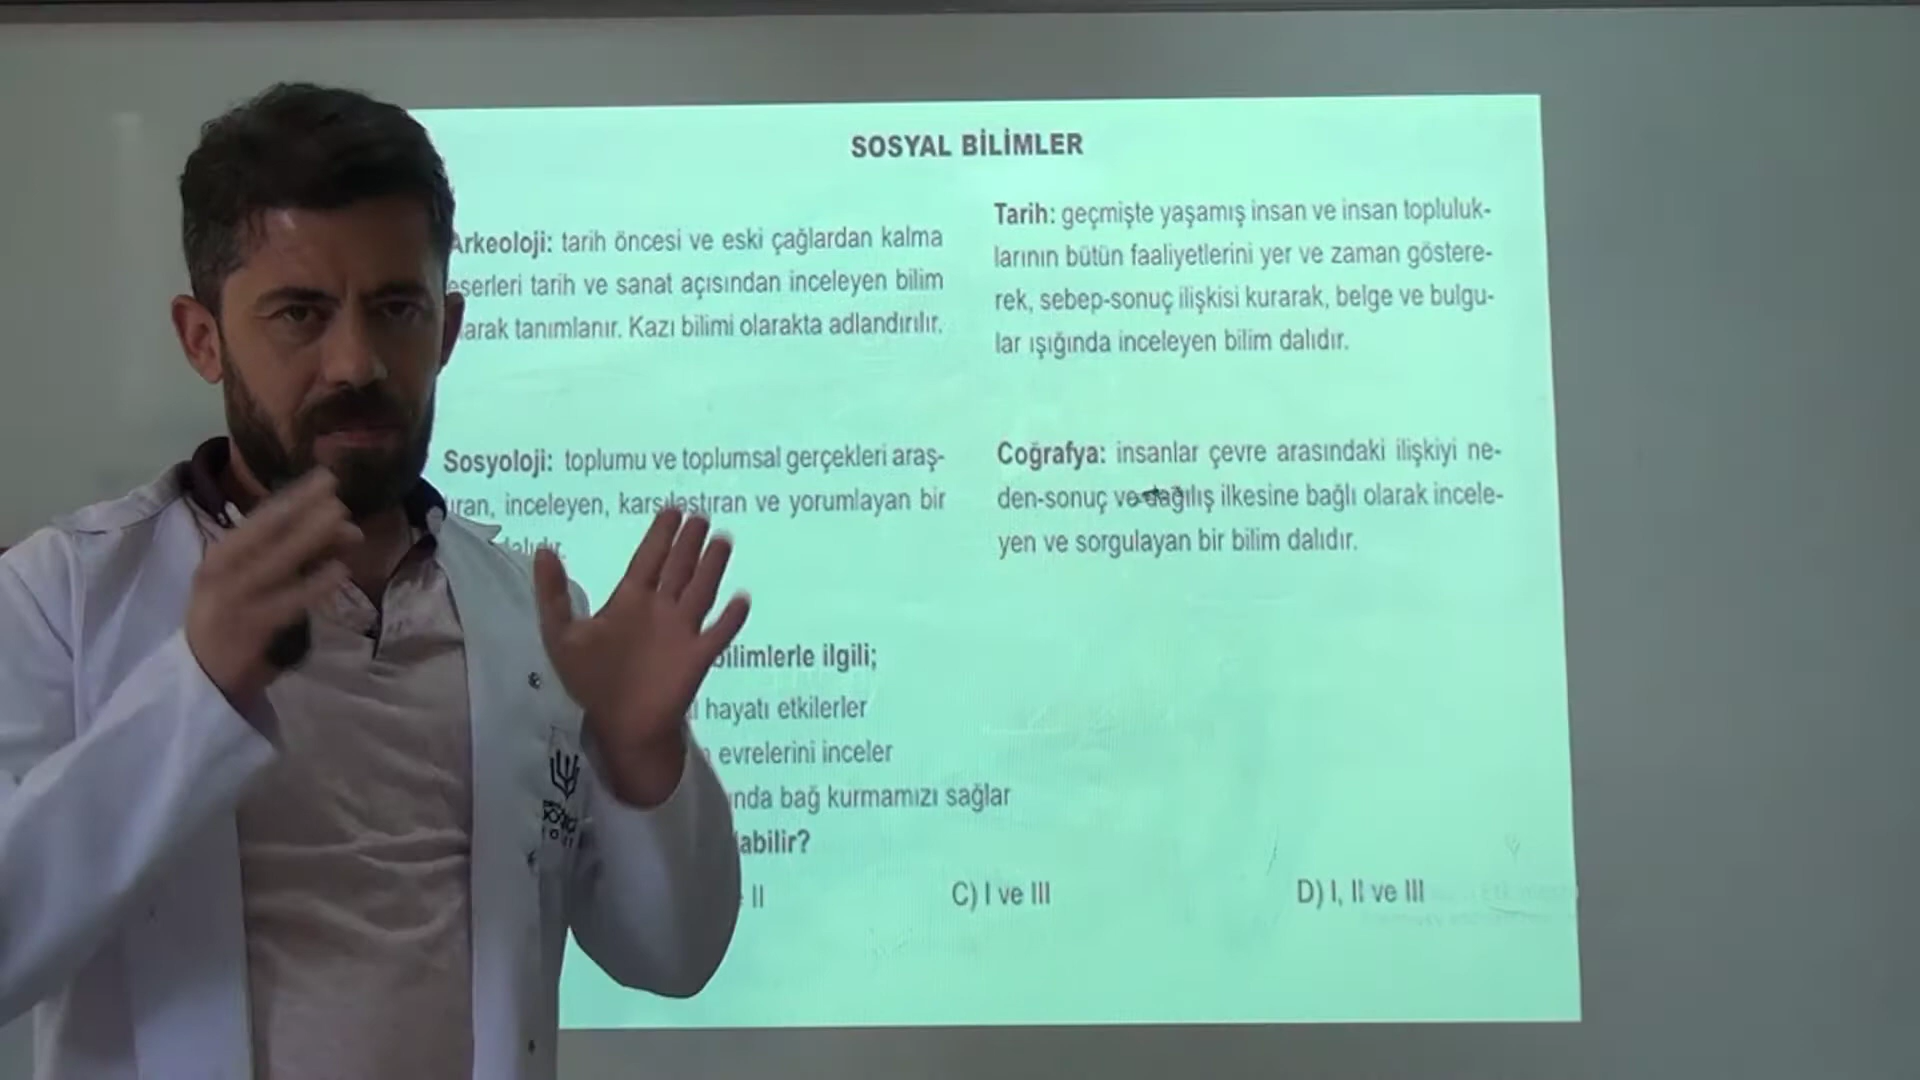 SOSYAL BİLİMLER
Arkeoloji: tarih öncesi ve eski çağlardan kalma
eserleri tarih ve sanat açısından inceleyen bilim
arak tanımlanır. Kazı bilimi olarakta adlandırılır.
Tarih: geçmişte yaşamış insan ve insan topluluk-
larının bütün faaliyetlerini yer ve zaman göstere-
rek, sebep-sonuç ilişkisi kurarak, belge ve bulgu-
lar ışığında inceleyen bilim dalıdır.
Sosyoloji: toplumu ve toplumsal gerçekleri araş-
ıran, inceleyen, karşılaştıran ve yorumlayan bir
dalıdır.
Coğrafya: insanlar çevre arasındaki ilişkiyi ne-
den-sonuç ve dağılış ilkesine bağlı olarak incele-
yen ve sorgulayan bir bilim dalıdır.
bilimlerle ilgili;
hayatı etkilerler
evrelerini inceler
nda bağ kurmamızı sağlar
labilir?
II
C) I ve III
D) I, II ve III